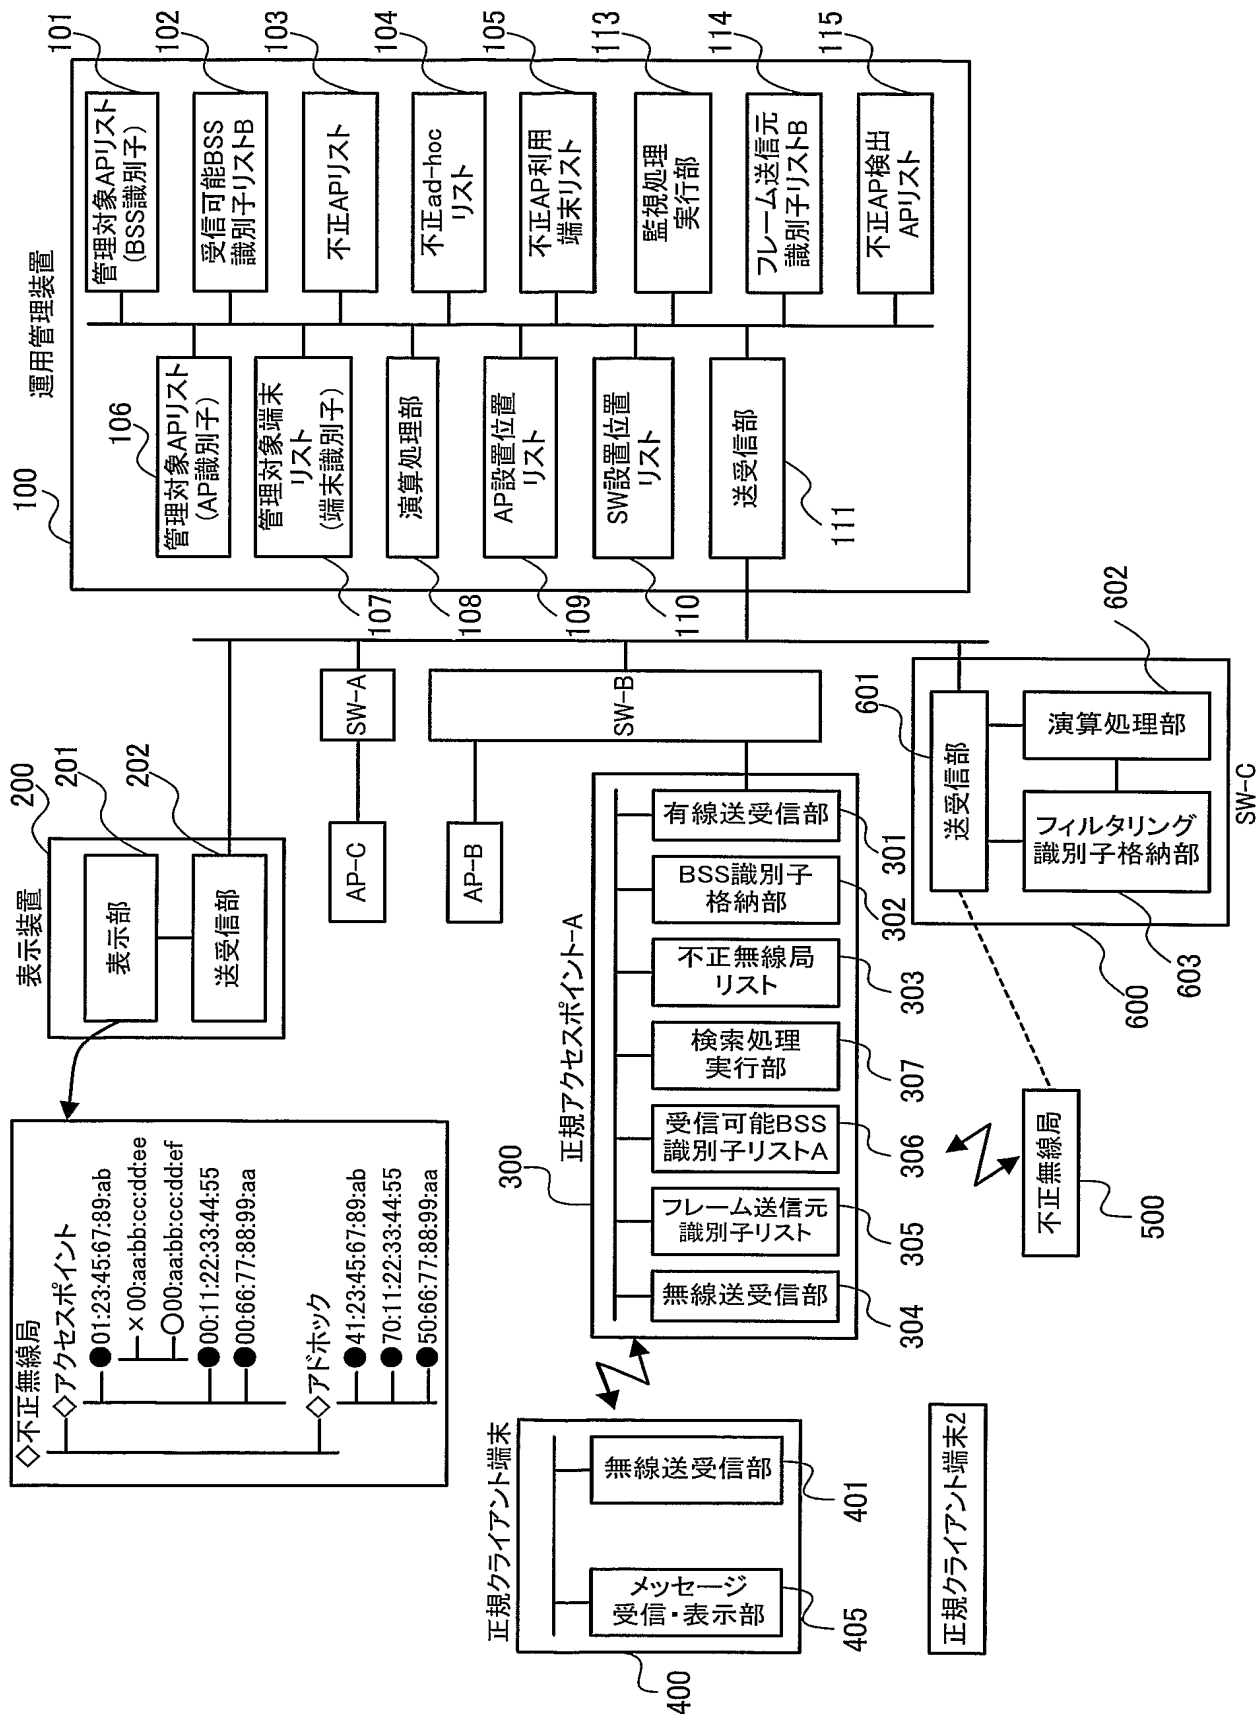 ◇不正無線局
◇アクセスポイント
●01:23:45:67:89:ab
×00:aa:bb:cc:dd:ee
○00:aa:bb:cc:dd:ef
●00:11:22:33:44:55
●00:66:77:88:99:aa
◇アドホック
●41:23:45:67:89:ab
●70:11:22:33:44:55
●50:66:77:88:99:aa
表示装置
200
表示部
201
送受信部
202
運用管理装置
100
管理対象APリスト
(BSS識別子)
101
受信可能BSS
識別子リストB
102
不正APリスト
103
不正ad-hoc
リスト
104
不正AP利用
端末リスト
105
監視処理
実行部
113
フレーム送信元
識別子リストB
114
不正AP検出
APリスト
115
106
管理対象APリスト
(AP識別子)
管理対象端末
リスト
(端末識別子)
107
演算処理部
108
AP設置位置
リスト
109
SW設置位置
リスト
110
送受信部
111
SW-A
AP-C
SW-B
AP-B
正規アクセスポイント-A
300
有線送受信部
301
BSS識別子
格納部
302
不正無線局
リスト
303
検索処理
実行部
307
受信可能BSS
識別子リストA
306
フレーム送信元
識別子リスト
305
無線送受信部
304
正規クライアント端末
400
無線送受信部
401
メッセージ
受信・表示部
405
正規クライアント端末2
不正無線局
500
601
送受信部
602
演算処理部
フィルタリング
識別子格納部
603
600
SW-C